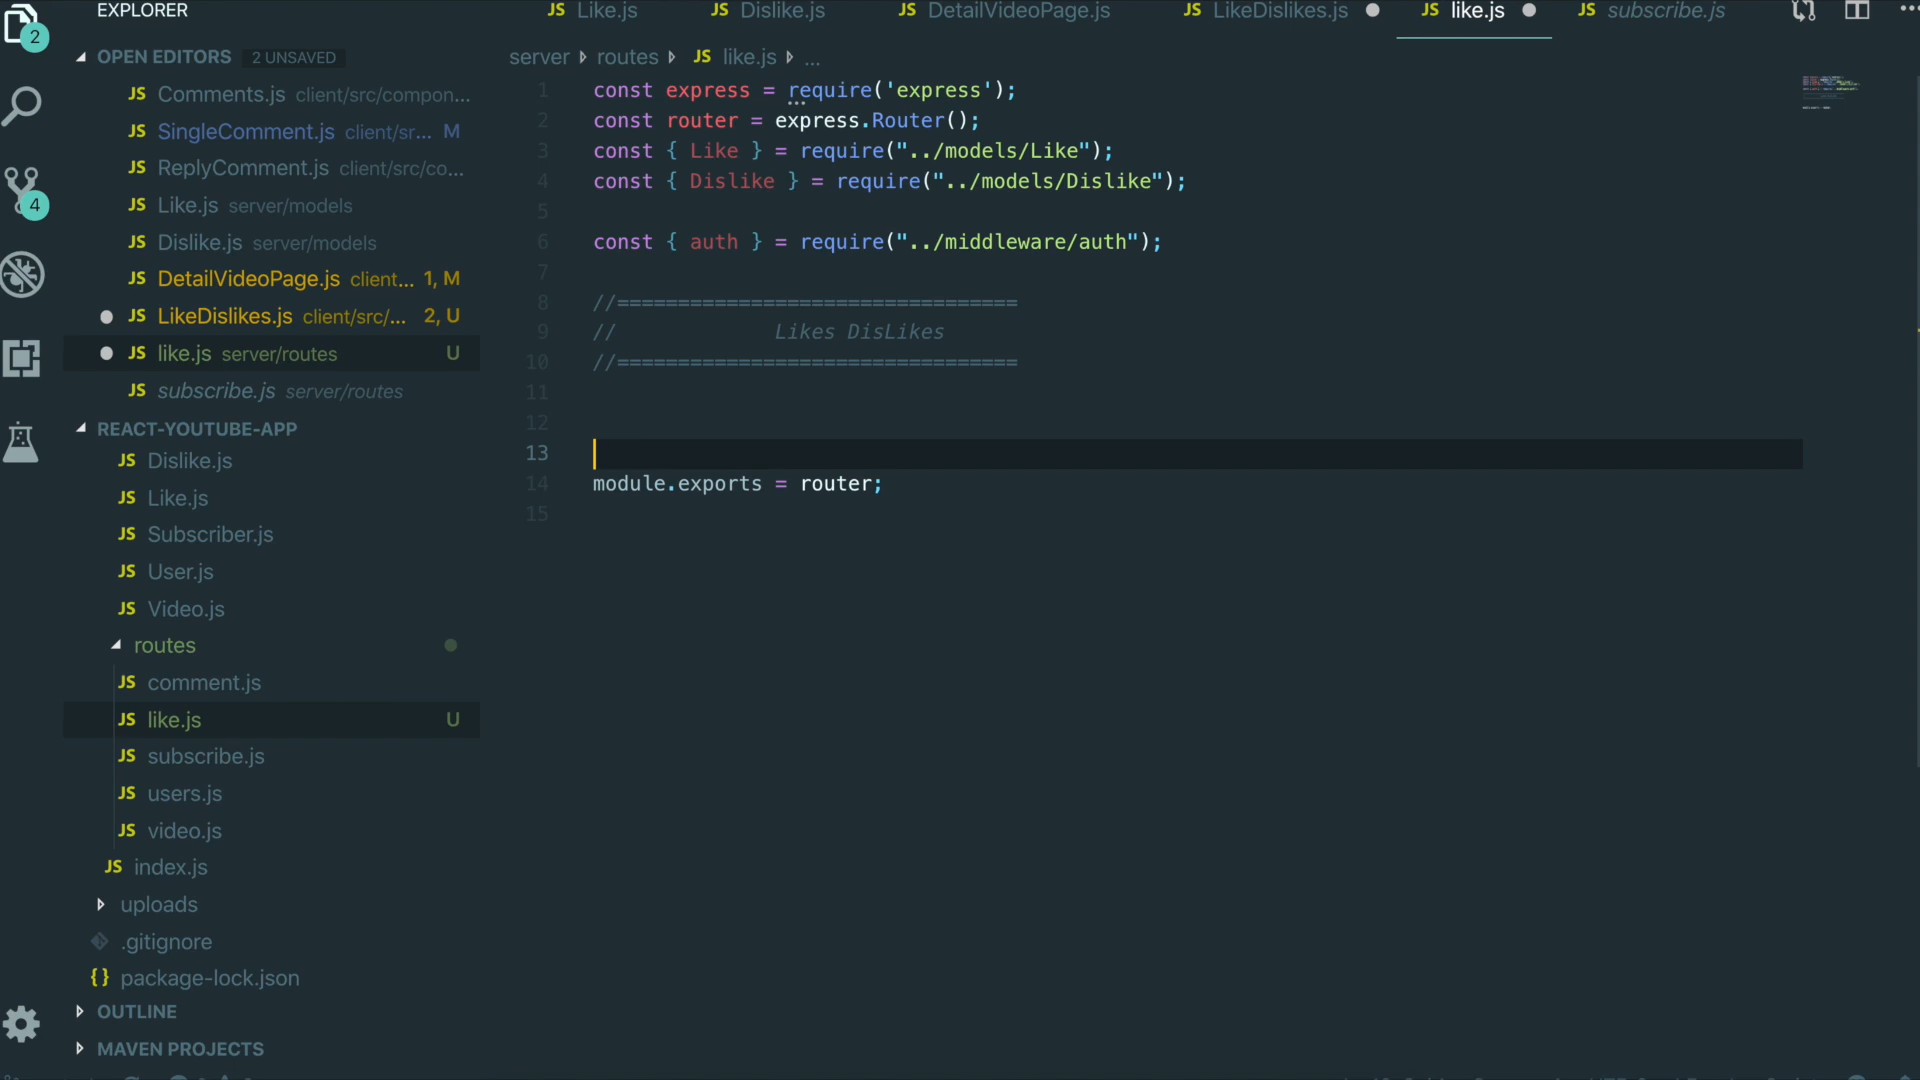 EXPLORER
JS Like.js JS Dislike.js JS DetailVideoPage.js JS LikeDislikes.js JS like.js JS subscribe.js
2
OPEN EDITORS 2 UNSAVED
JS Comments.js client/src/compon...
JS SingleComment.js client/sr... M
JS ReplyComment.js client/src/co...
JS Like.js server/models
JS Dislike.js server/models
JS DetailVideoPage.js client... 1, M
JS LikeDislikes.js client/src/... 2, U
JS like.js server/routes U
JS subscribe.js server/routes
4
REACT-YOUTUBE-APP
JS Dislike.js
JS Like.js
JS Subscriber.js
JS User.js
JS Video.js
routes
JS comment.js
JS like.js U
JS subscribe.js
JS users.js
JS video.js
JS index.js
uploads
.gitignore
{} package-lock.json
OUTLINE
MAVEN PROJECTS
server routes JS like.js ...
1 const express = require('express');
2 const router = express.Router();
3 const { Like } = require("../models/Like");
4 const { Dislike } = require("../models/Dislike");
5
6 const { auth } = require("../middleware/auth");
7
8 //=================================
9 // Likes DisLikes
10 //=================================
11
12
13
14 module.exports = router;
15